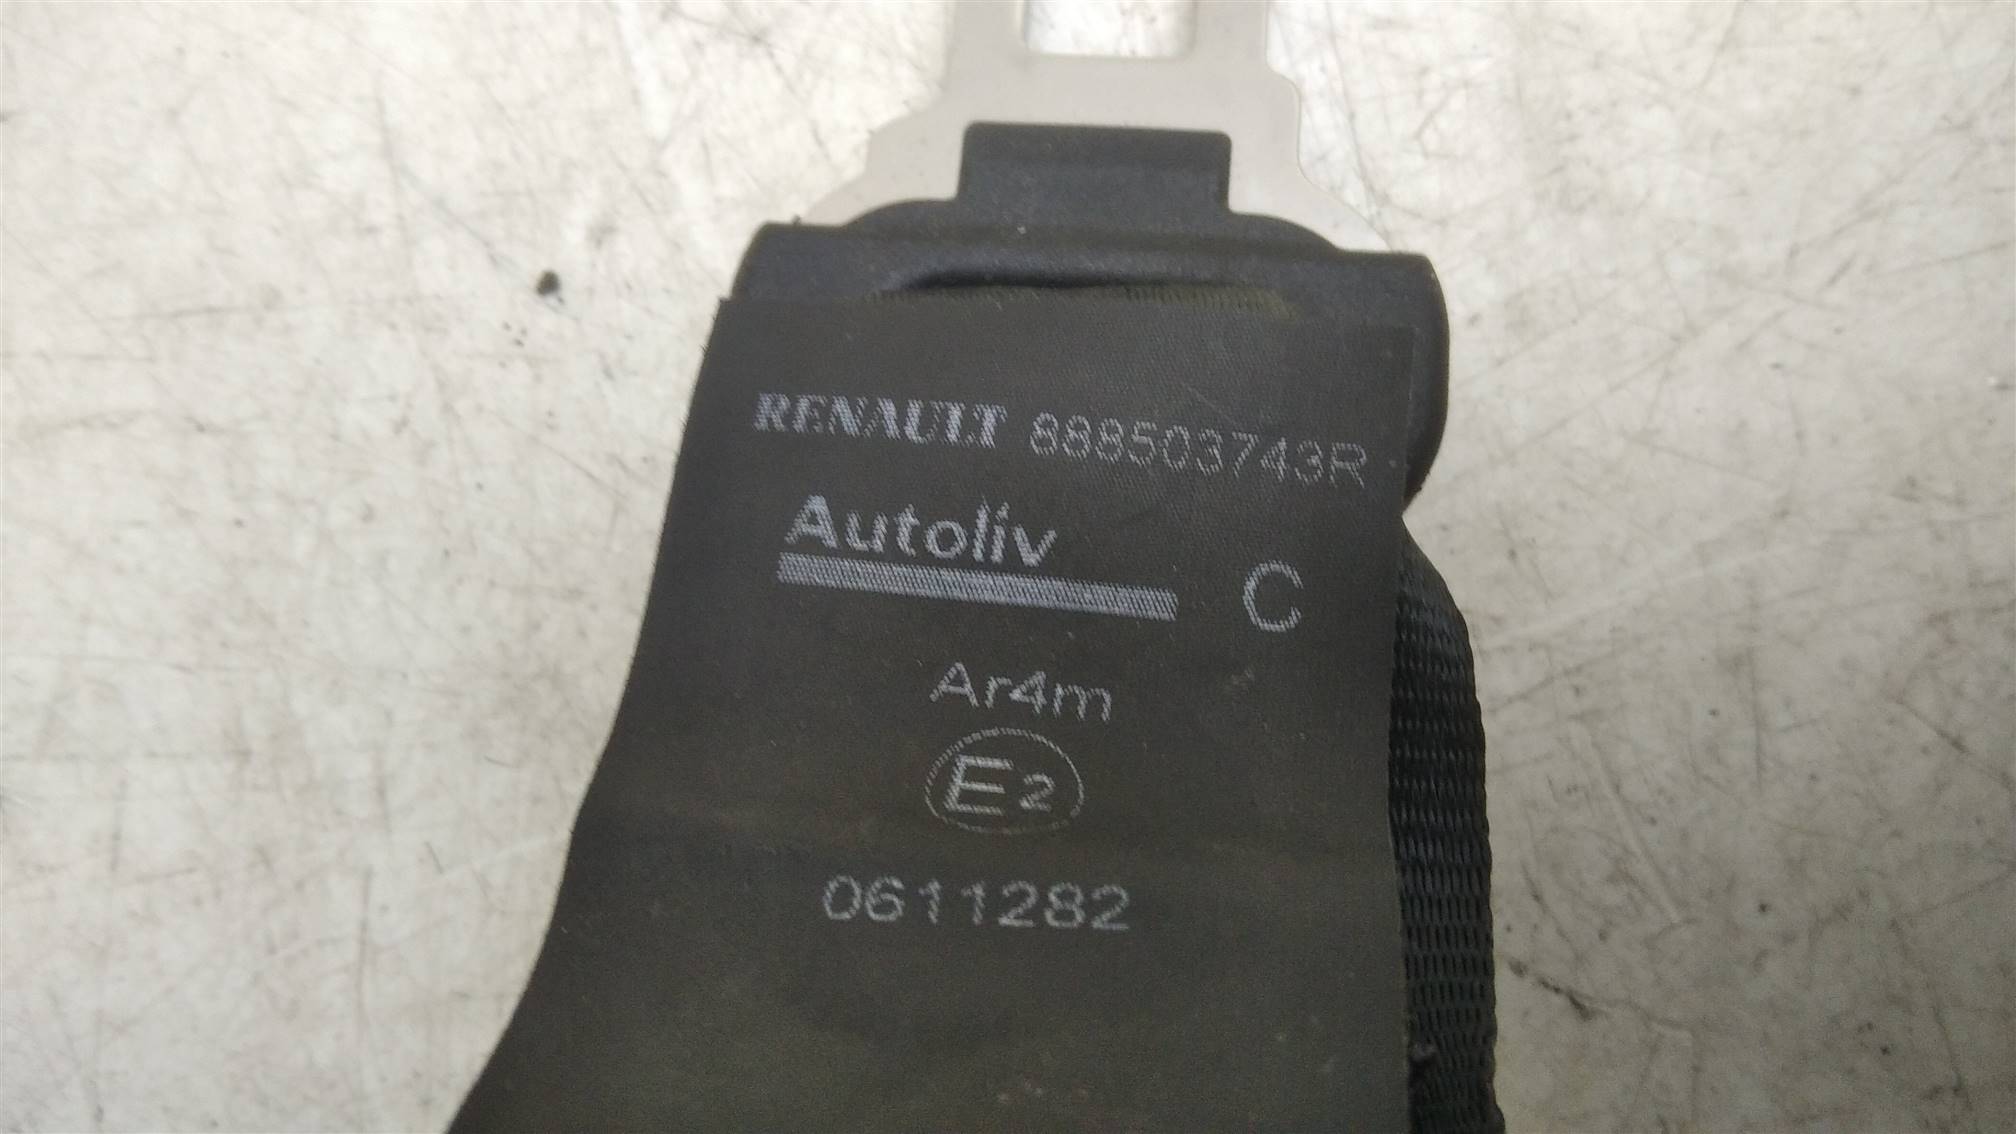 RENAULT 888503743R
Autoliv
C
Ar4m
E2
0611282